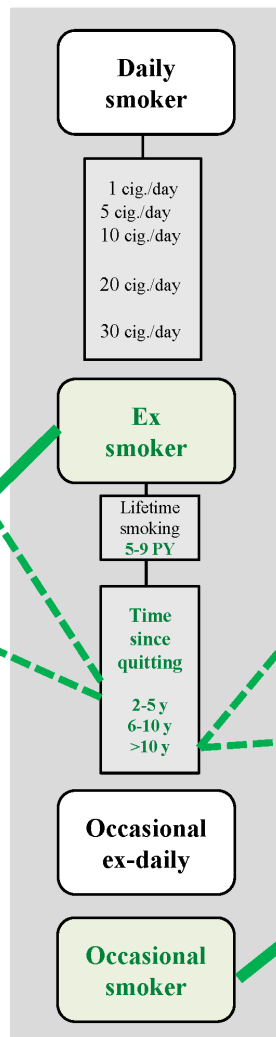 Daily
smoker
1 cig./day
5 cig./day
10 cig./day
20 cig./day
30 cig./day
Ex
smoker
Lifetime
smoking
5-9 PY
Time
since
quitting
2-5 y
6-10 y
>10 y
Occasional
ex-daily
Occasional
smoker